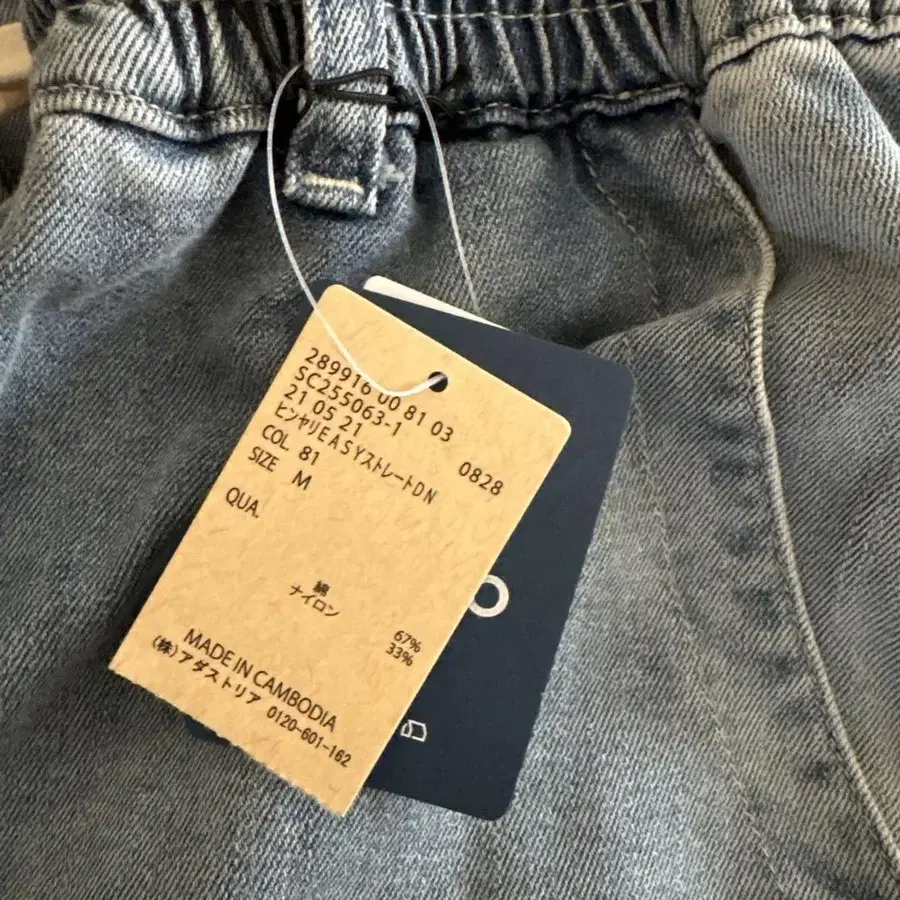 289916 00 81 03
SC255063-1
21 05 21 0828
ヒンヤリEASYストレートDN
COL. 81
SIZE M
QUA.
綿 67%
ナイロン 33%
MADE IN CAMBODIA
(株)アダストリア 0120-601-162
O